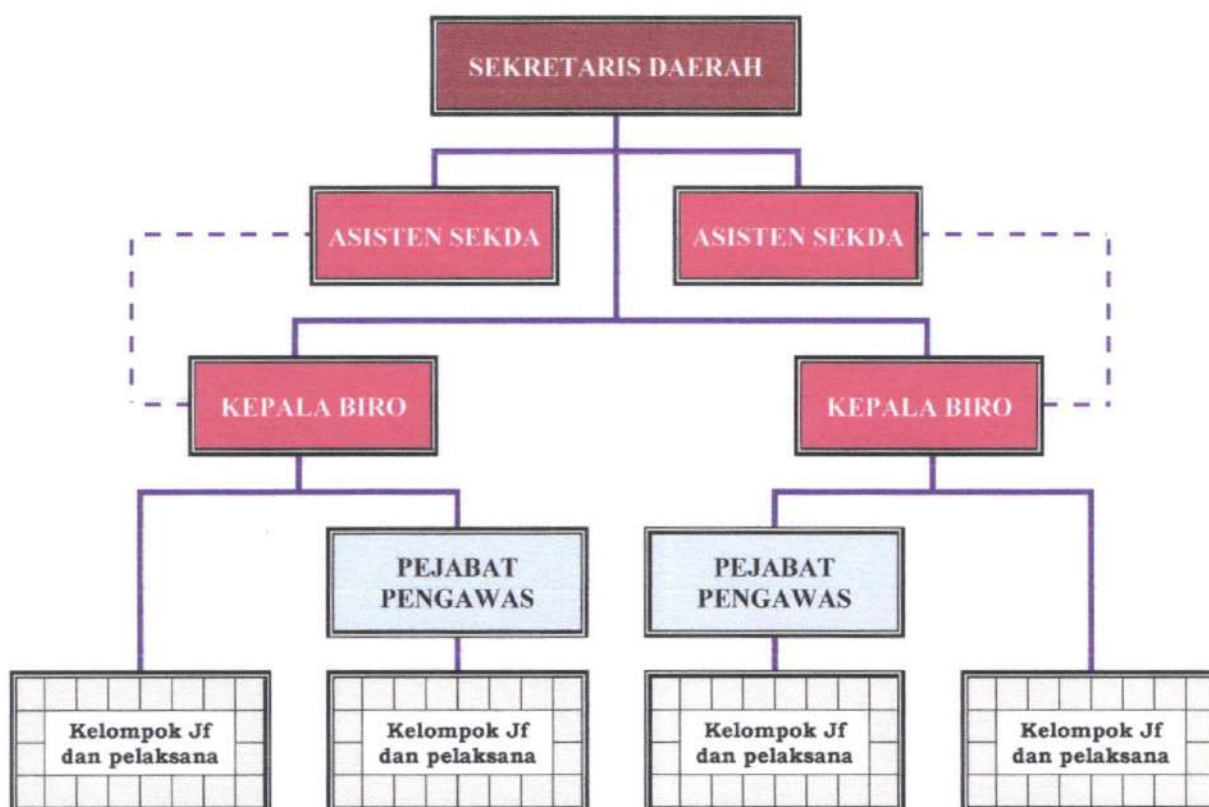 SEKRETARIS DAERAH
ASISTEN SEKDA
ASISTEN SEKDA
KEPALA BIRO
KEPALA BIRO
PEJABAT
PENGAWAS
PEJABAT
PENGAWAS
Kelompok Jf
dan pelaksana
Kelompok Jf
dan pelaksana
Kelompok Jf
dan pelaksana
Kelompok Jf
dan pelaksana